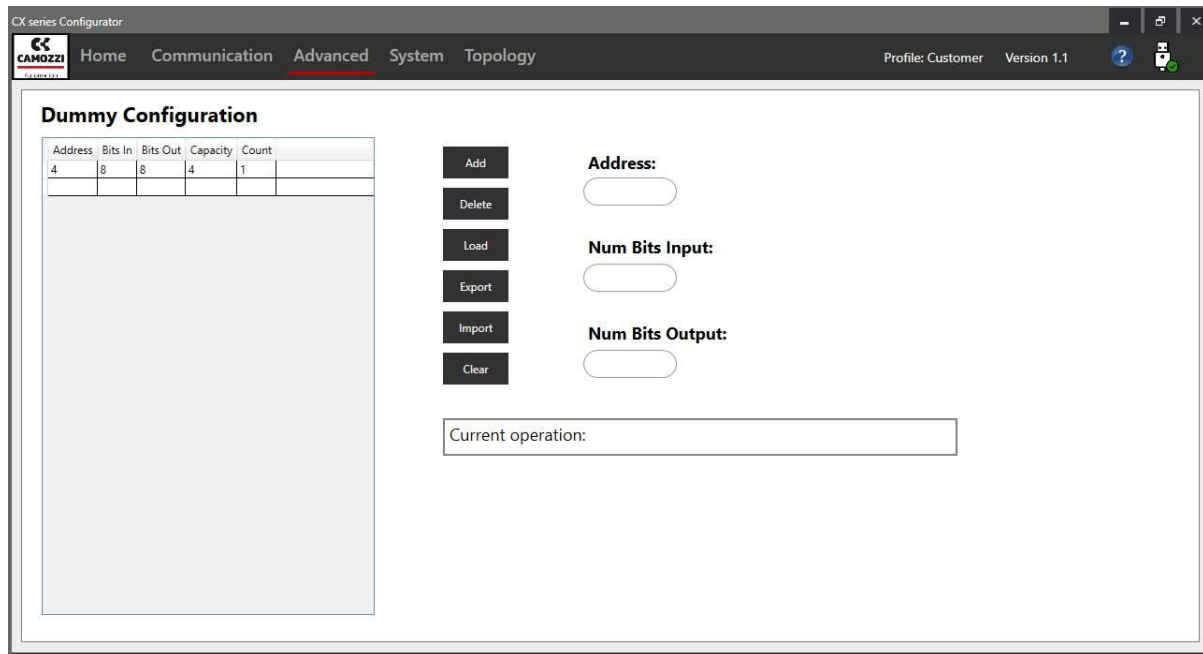 CX series Configurator
CAMOZZI
Home Communication Advanced System Topology Profile: Customer Version 1.1 ?
Dummy Configuration
Address Bits In Bits Out Capacity Count
4 8 8 4 1
Add
Delete
Load
Export
Import
Clear
Address:
Num Bits Input:
Num Bits Output:
Current operation: